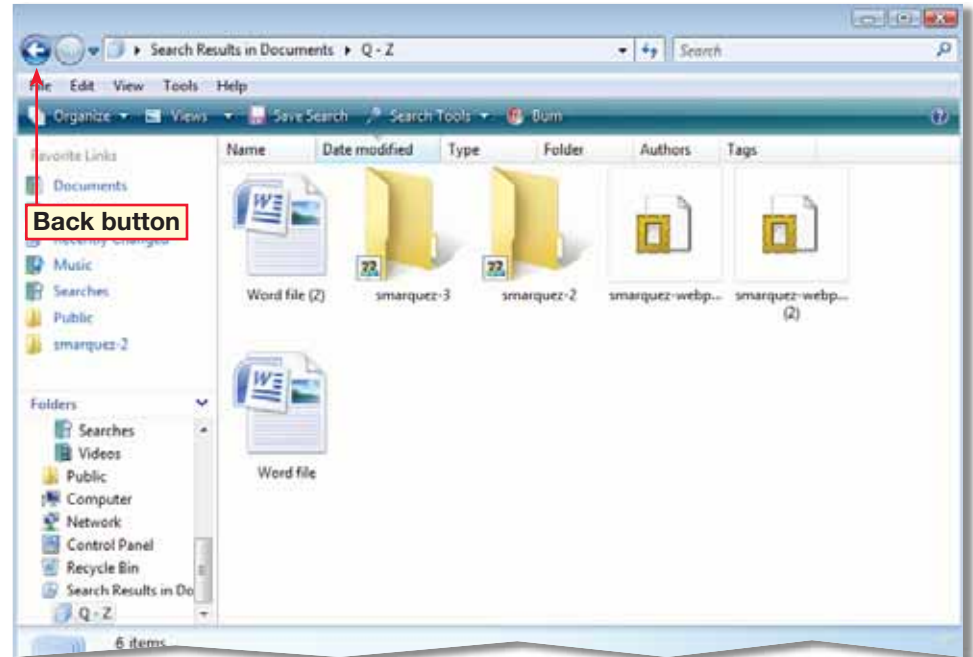 Search Results in Documents Q - Z Search
File Edit View Tools Help
Organize Views Save Search Search Tools Burn
Favorite Links
Name Date modified Type Folder Authors Tags
Documents
Back button
Recently Changed
Music
Searches
Public
smarquez-2
Word file (2) smarquez-3 smarquez-2 smarquez-webp... smarquez-webp...
(2)
Folders
Searches
Videos
Public
Computer
Network
Control Panel
Recycle Bin
Search Results in Do
Q - Z
Word file
6 items